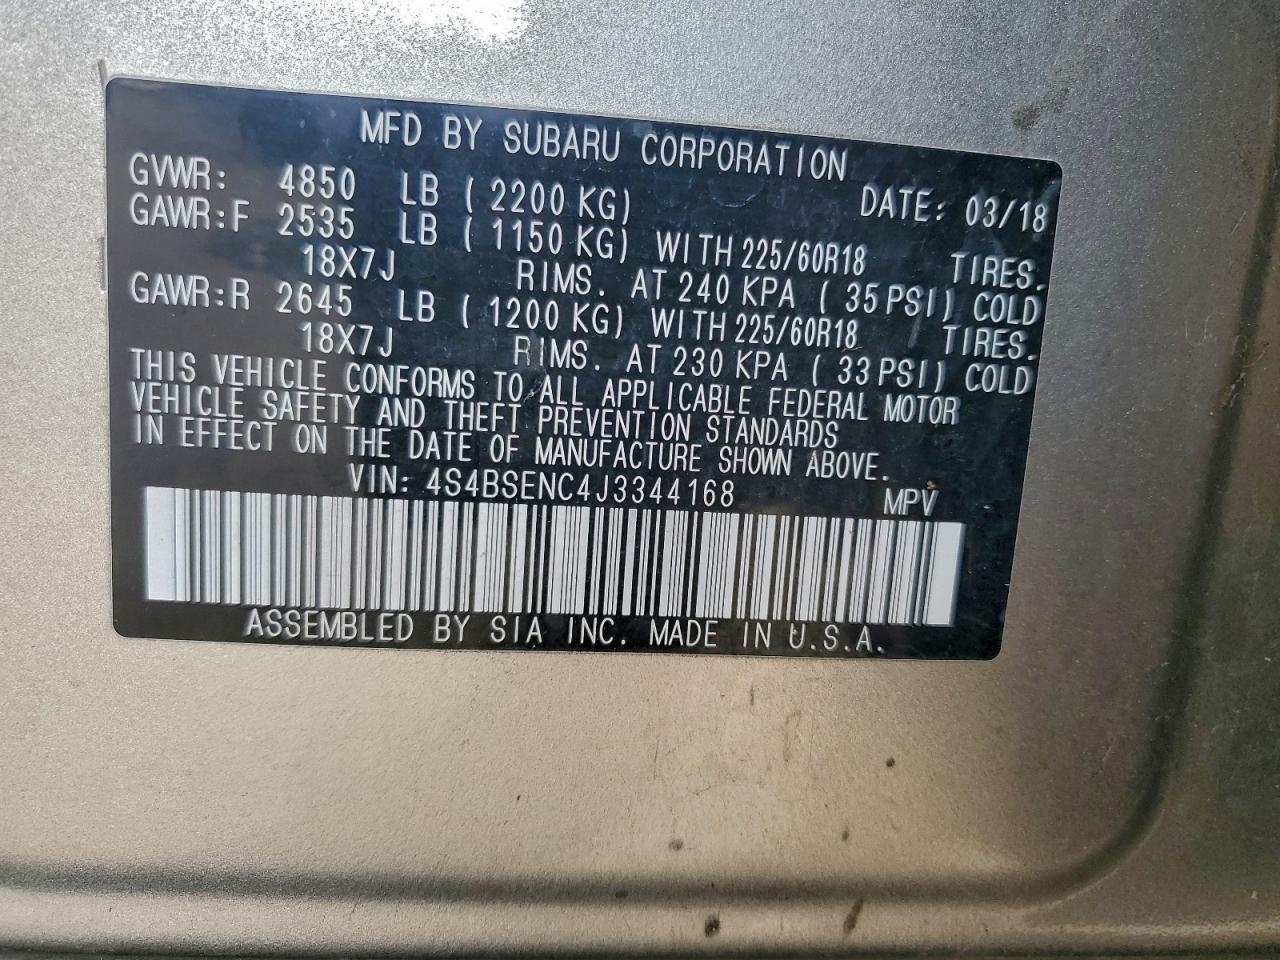 MFD BY SUBARU CORPORATION
GVWR: 4850 LB ( 2200 KG) DATE: 03/18
GAWR:F 2535 LB ( 1150 KG) WITH 225/60R18 TIRES.
18X7J RIMS. AT 240 KPA ( 35 PSI) COLD
GAWR:R 2645 LB ( 1200 KG) WITH 225/60R18 TIRES.
18X7J RIMS. AT 230 KPA ( 33 PSI) COLD
THIS VEHICLE CONFORMS TO ALL APPLICABLE FEDERAL MOTOR
VEHICLE SAFETY AND THEFT PREVENTION STANDARDS
IN EFFECT ON THE DATE OF MANUFACTURE SHOWN ABOVE.
VIN: 4S4BSENC4J3344168 MPV
ASSEMBLED BY SIA INC. MADE IN U.S.A.